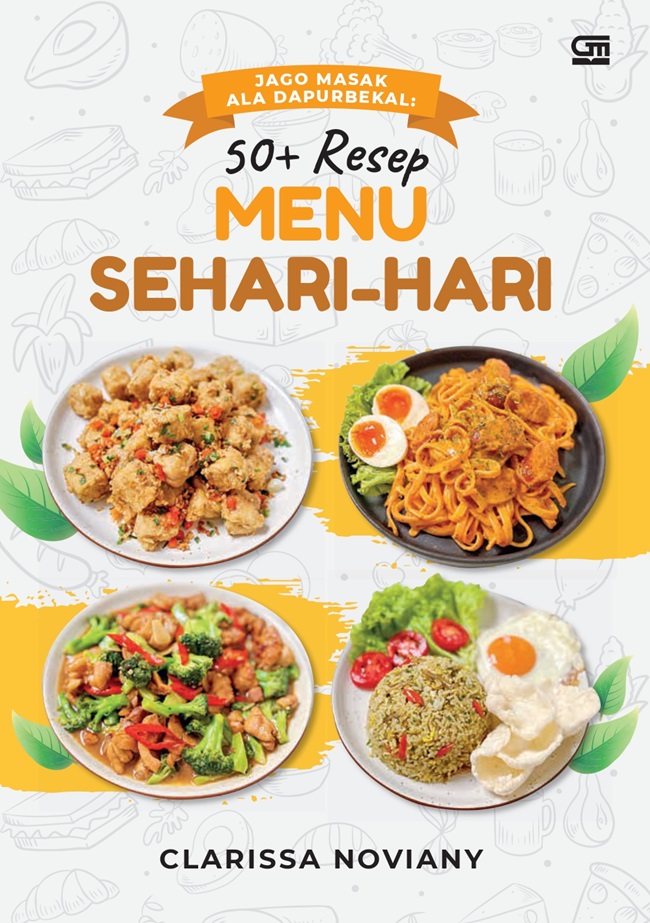 JAGO MASAK
ALA DAPURBEKAL:
50+ Resep
MENU
SEHARI-HARI
CLARISSA NOVIANY